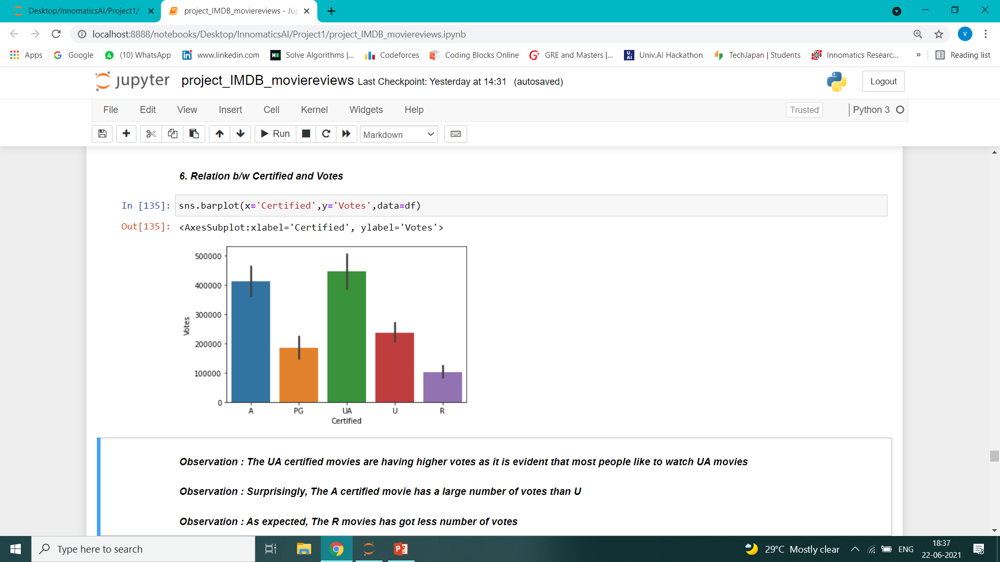 Desktop/InnomaticsAI/Project1/
project_IMDB_moviereviews - Jup
localhost:8888/notebooks/Desktop/InnomaticsAI/Project1/project_IMDB_moviereviews.ipynb
V
Apps Google (10) WhatsApp www.linkedin.com Solve Algorithms |... Codeforces Coding Blocks Online GRE and Masters |... Univ.AI Hackathon TechJapan | Students Innomatics Researc... » Reading list
jupyter project_IMDB_moviereviews Last Checkpoint: Yesterday at 14:31 (autosaved) Logout
File Edit View Insert Cell Kernel Widgets Help Trusted Python 3
Run Markdown
6. Relation b/w Certified and Votes
In [135]: sns.barplot(x='Certified',y='Votes',data=df)
Out[135]: <AxesSubplot:xlabel='Certified', ylabel='Votes'>
500000
400000
300000
200000
100000
0
Votes
A PG UA U R
Certified
Observation : The UA certified movies are having higher votes as it is evident that most people like to watch UA movies
Observation : Surprisingly, The A certified movie has a large number of votes than U
Observation : As expected, The R movies has got less number of votes
Type here to search
29°C Mostly clear ENG
18:37
22-06-2021